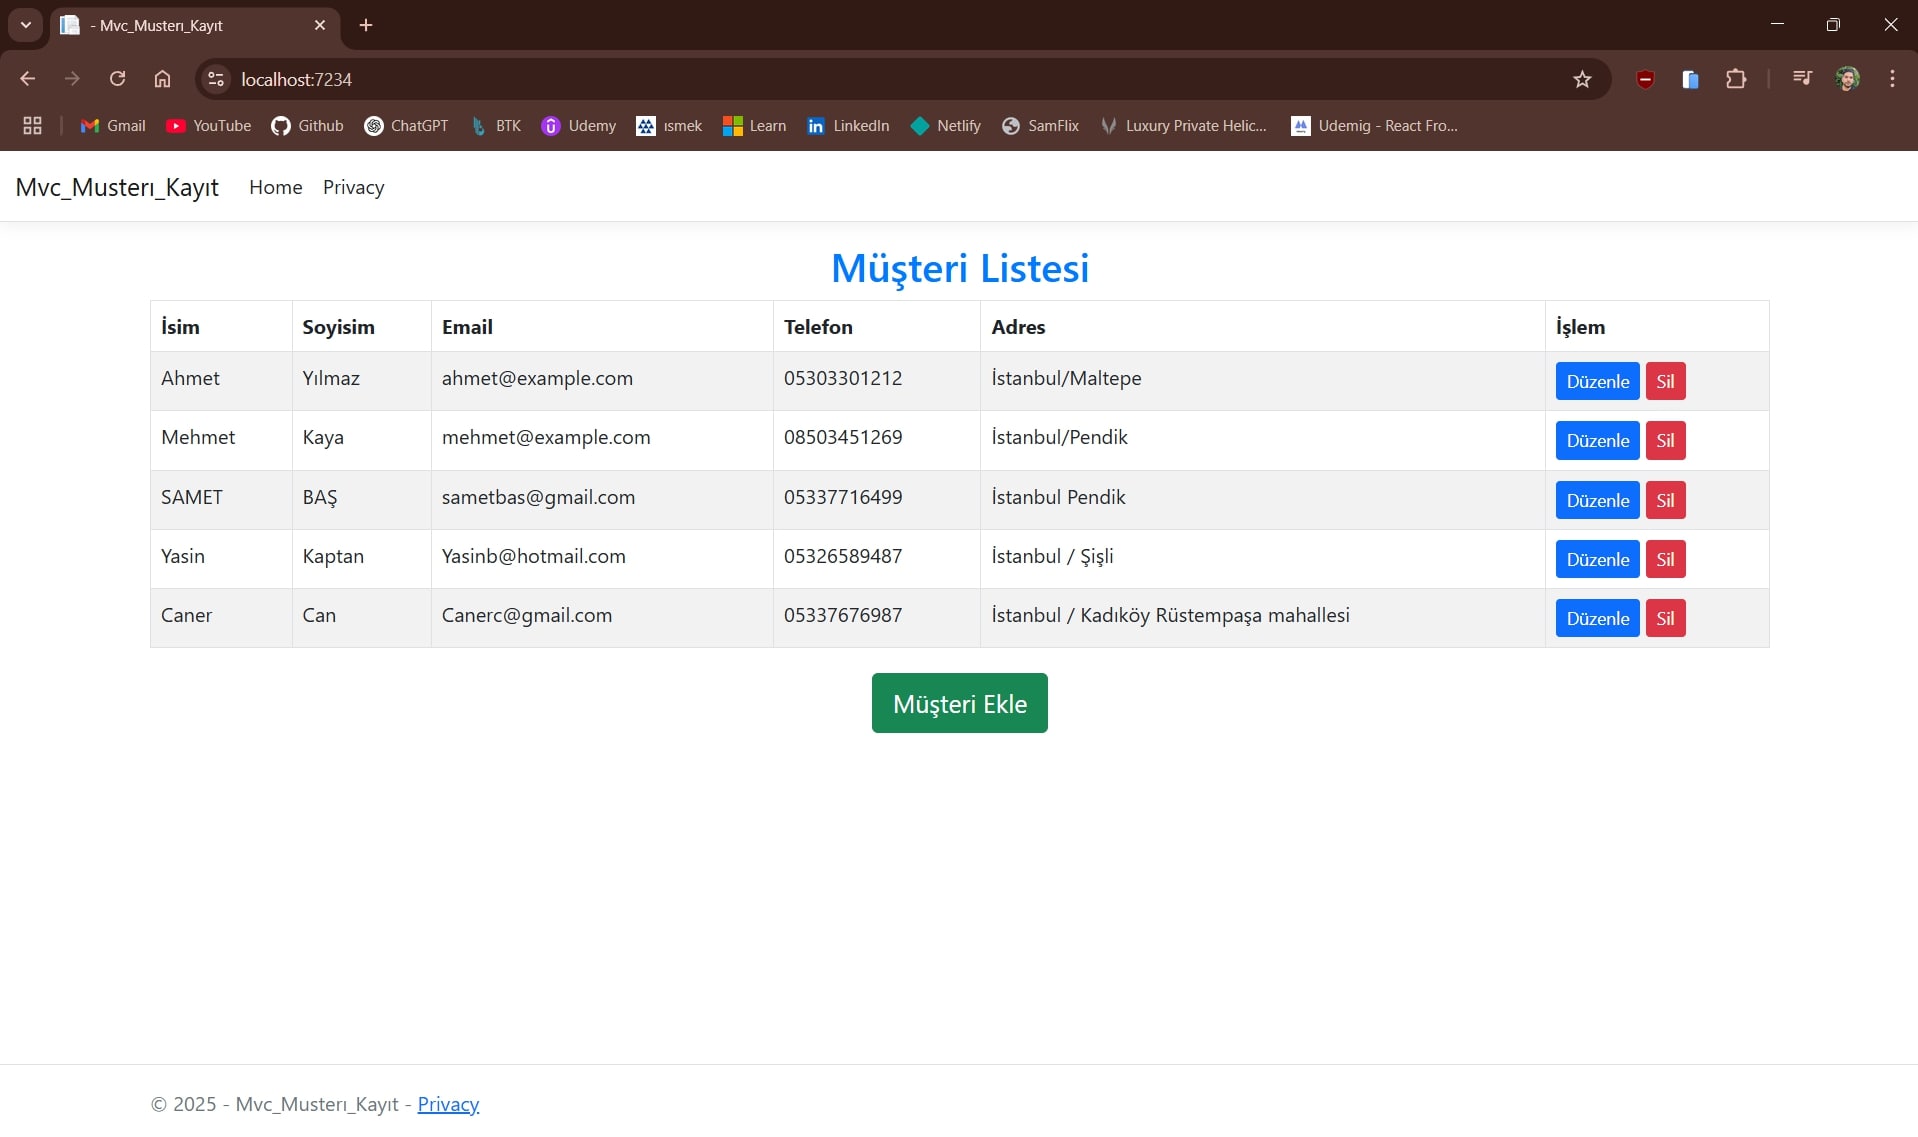 - Mvc_Musterı_Kayıt
localhost:7234
Gmail YouTube Github ChatGPT BTK Udemy ısmek Learn LinkedIn Netlify SamFlix Luxury Private Helic... Udemig - React Fro...
Mvc_Musterı_Kayıt Home Privacy
Müşteri Listesi
İsim Soyisim Email Telefon Adres İşlem
Ahmet Yılmaz ahmet@example.com 05303301212 İstanbul/Maltepe Düzenle Sil
Mehmet Kaya mehmet@example.com 08503451269 İstanbul/Pendik Düzenle Sil
SAMET BAŞ sametbas@gmail.com 05337716499 İstanbul Pendik Düzenle Sil
Yasin Kaptan Yasinb@hotmail.com 05326589487 İstanbul / Şişli Düzenle Sil
Caner Can Canerc@gmail.com 05337676987 İstanbul / Kadıköy Rüstempaşa mahallesi Düzenle Sil
Müşteri Ekle
© 2025 - Mvc_Musterı_Kayıt - Privacy